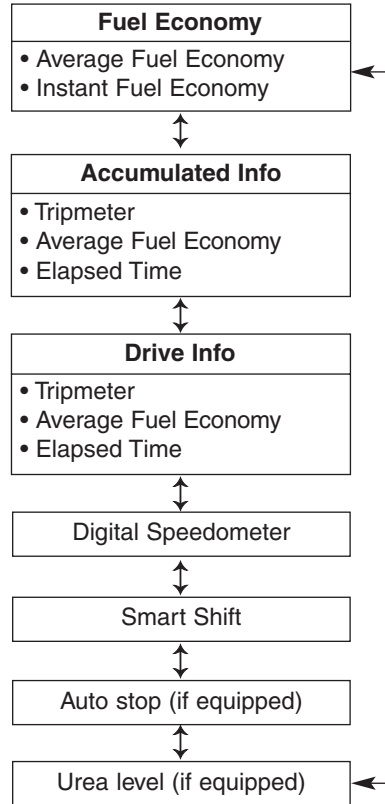 Fuel Economy
• Average Fuel Economy
• Instant Fuel Economy
Accumulated Info
• Tripmeter
• Average Fuel Economy
• Elapsed Time
Drive Info
• Tripmeter
• Average Fuel Economy
• Elapsed Time
Digital Speedometer
Smart Shift
Auto stop (if equipped)
Urea level (if equipped)